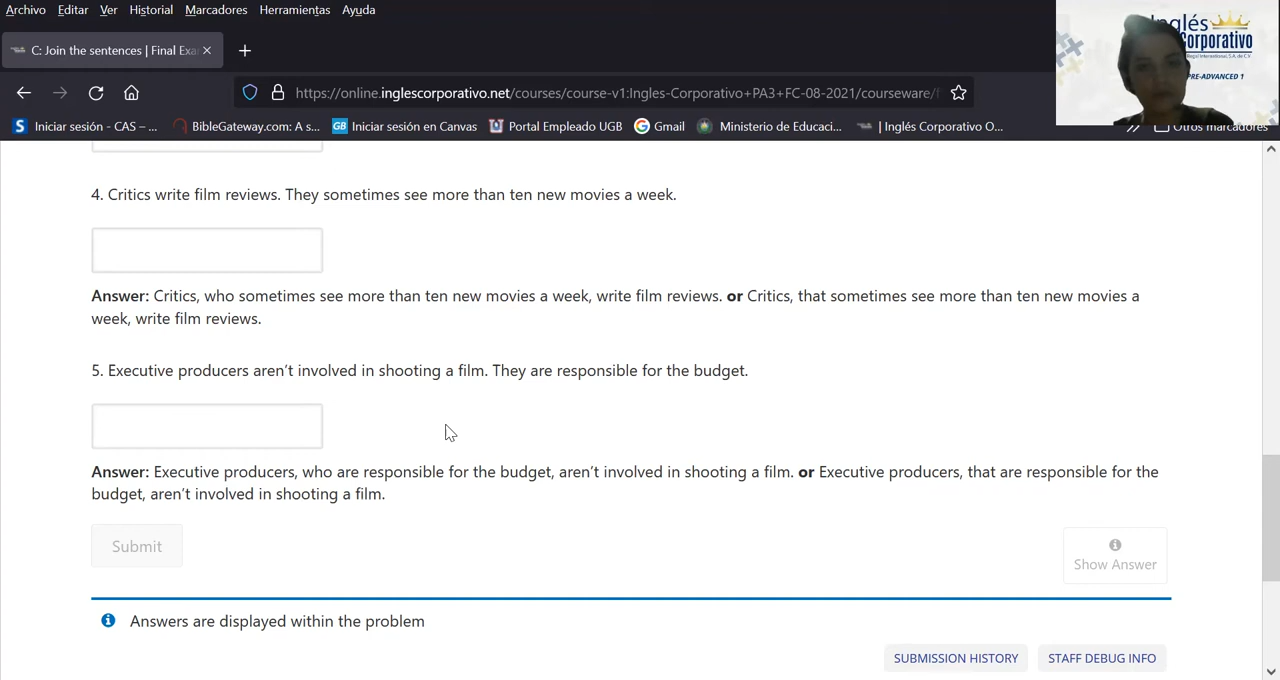 Archivo Editar Ver Historial Marcadores Herramientas Ayuda
C: Join the sentences | Final Exa
https://online.inglescorporativo.net/courses/course-v1:Ingles-Corporativo+PA3+FC-08-2021/courseware/
Iniciar sesión - CAS – ... BibleGateway.com: A s... Iniciar sesión en Canvas Portal Empleado UGB Gmail Ministerio de Educaci... | Inglés Corporativo O... Otros marcadores
Inglés
Corporativo
PRE-ADVANCED 1
4. Critics write film reviews. They sometimes see more than ten new movies a week.
Answer: Critics, who sometimes see more than ten new movies a week, write film reviews. or Critics, that sometimes see more than ten new movies a
week, write film reviews.
5. Executive producers aren’t involved in shooting a film. They are responsible for the budget.
Answer: Executive producers, who are responsible for the budget, aren’t involved in shooting a film. or Executive producers, that are responsible for the
budget, aren’t involved in shooting a film.
Submit
Show Answer
Answers are displayed within the problem
SUBMISSION HISTORY STAFF DEBUG INFO